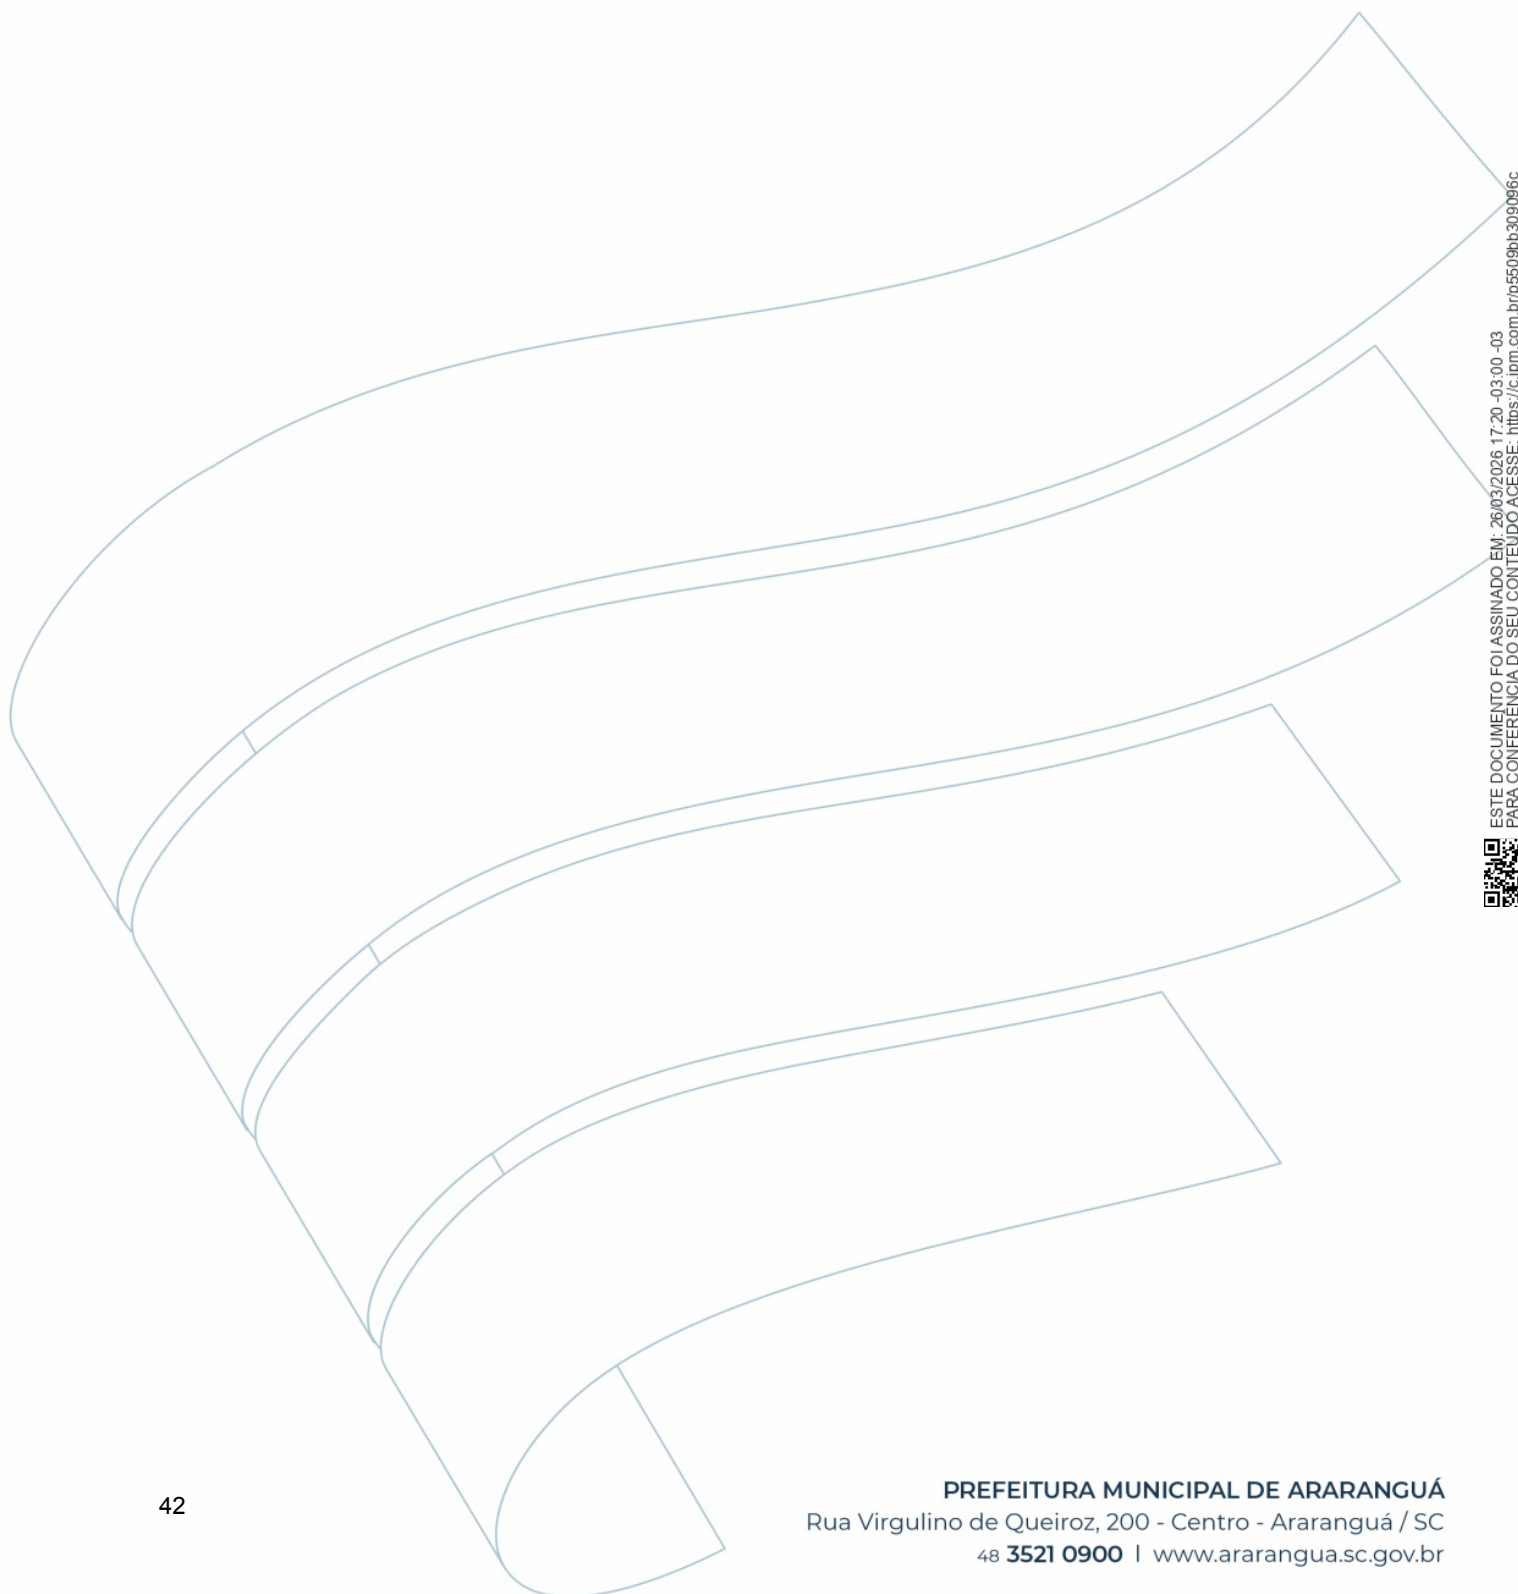 ESTE DOCUMENTO FOI ASSINADO EM: 26/03/2026 17:20 -03:00 -03
PARA CONFERÊNCIA DO SEU CONTEÚDO ACESSE: https://c.ipm.com.br/p5509bb309096c
42
PREFEITURA MUNICIPAL DE ARARANGUÁ
Rua Virgulino de Queiroz, 200 - Centro - Araranguá / SC
48 3521 0900 | www.ararangua.sc.gov.br